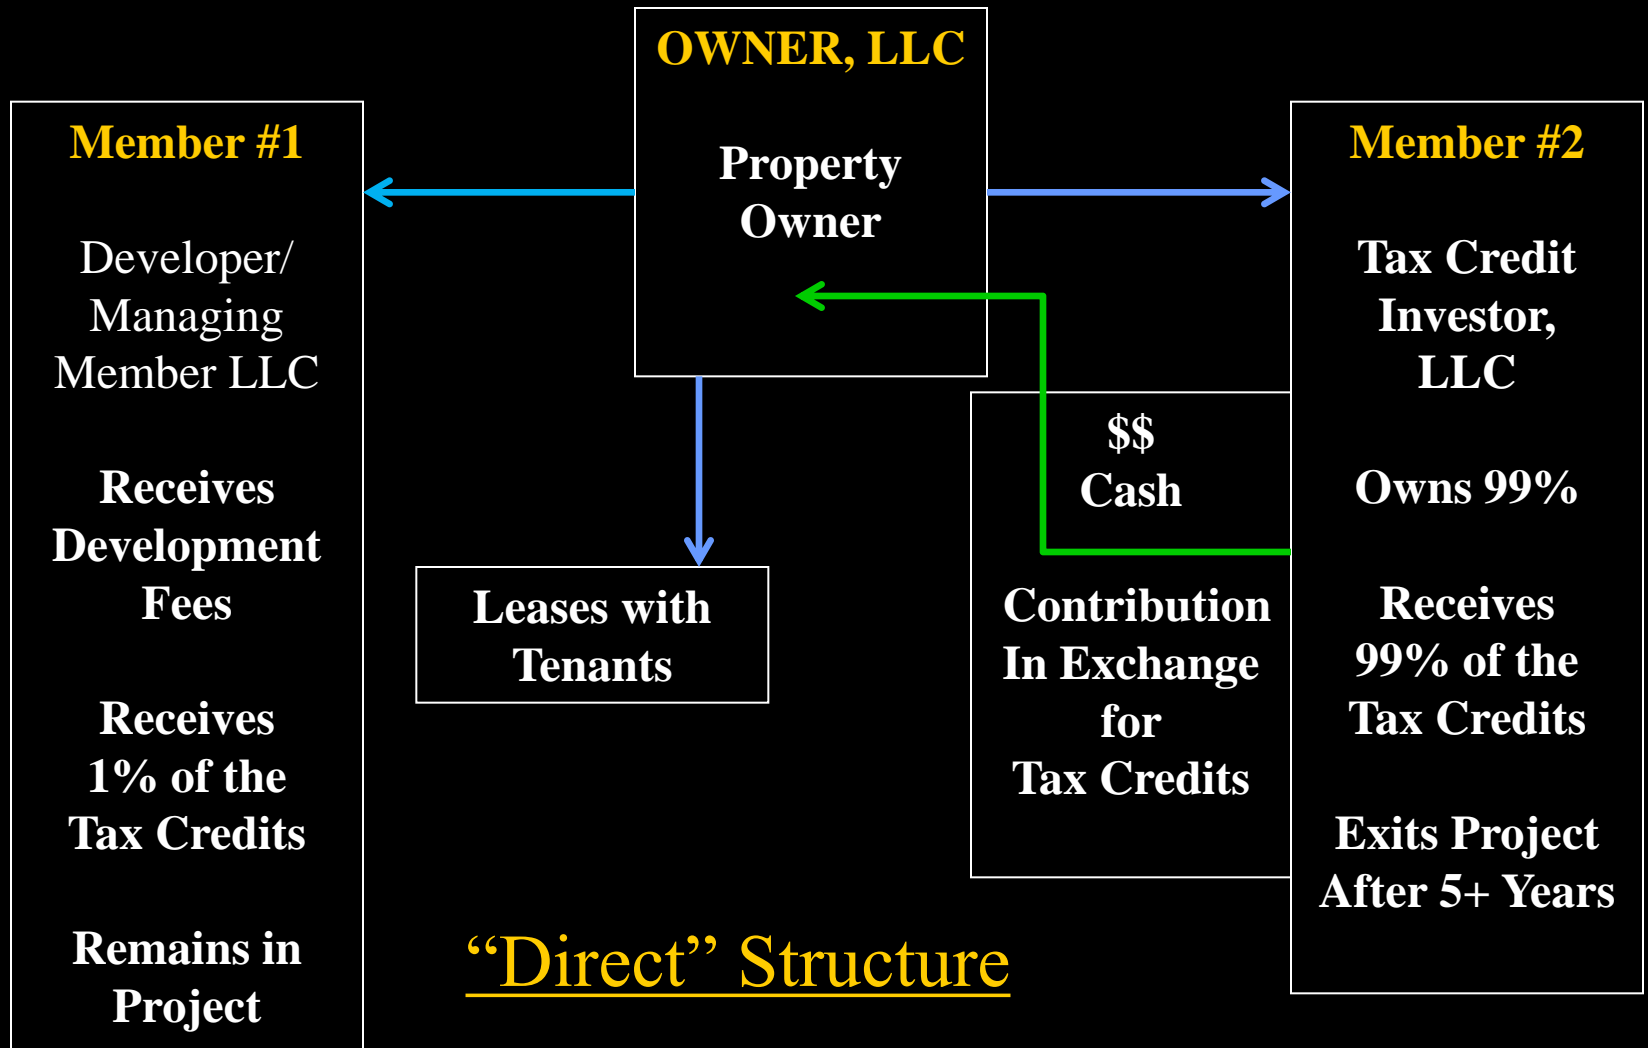 OWNER, LLC
Property
Owner
Member #1
Developer/
Managing
Member LLC
Receives
Development
Fees
Receives
1% of the
Tax Credits
Remains in
Project
Leases with
Tenants
$$
Cash
Contribution
In Exchange
for
Tax Credits
Member #2
Tax Credit
Investor,
LLC
Owns 99%
Receives
99% of the
Tax Credits
Exits Project
After 5+ Years
“Direct” Structure